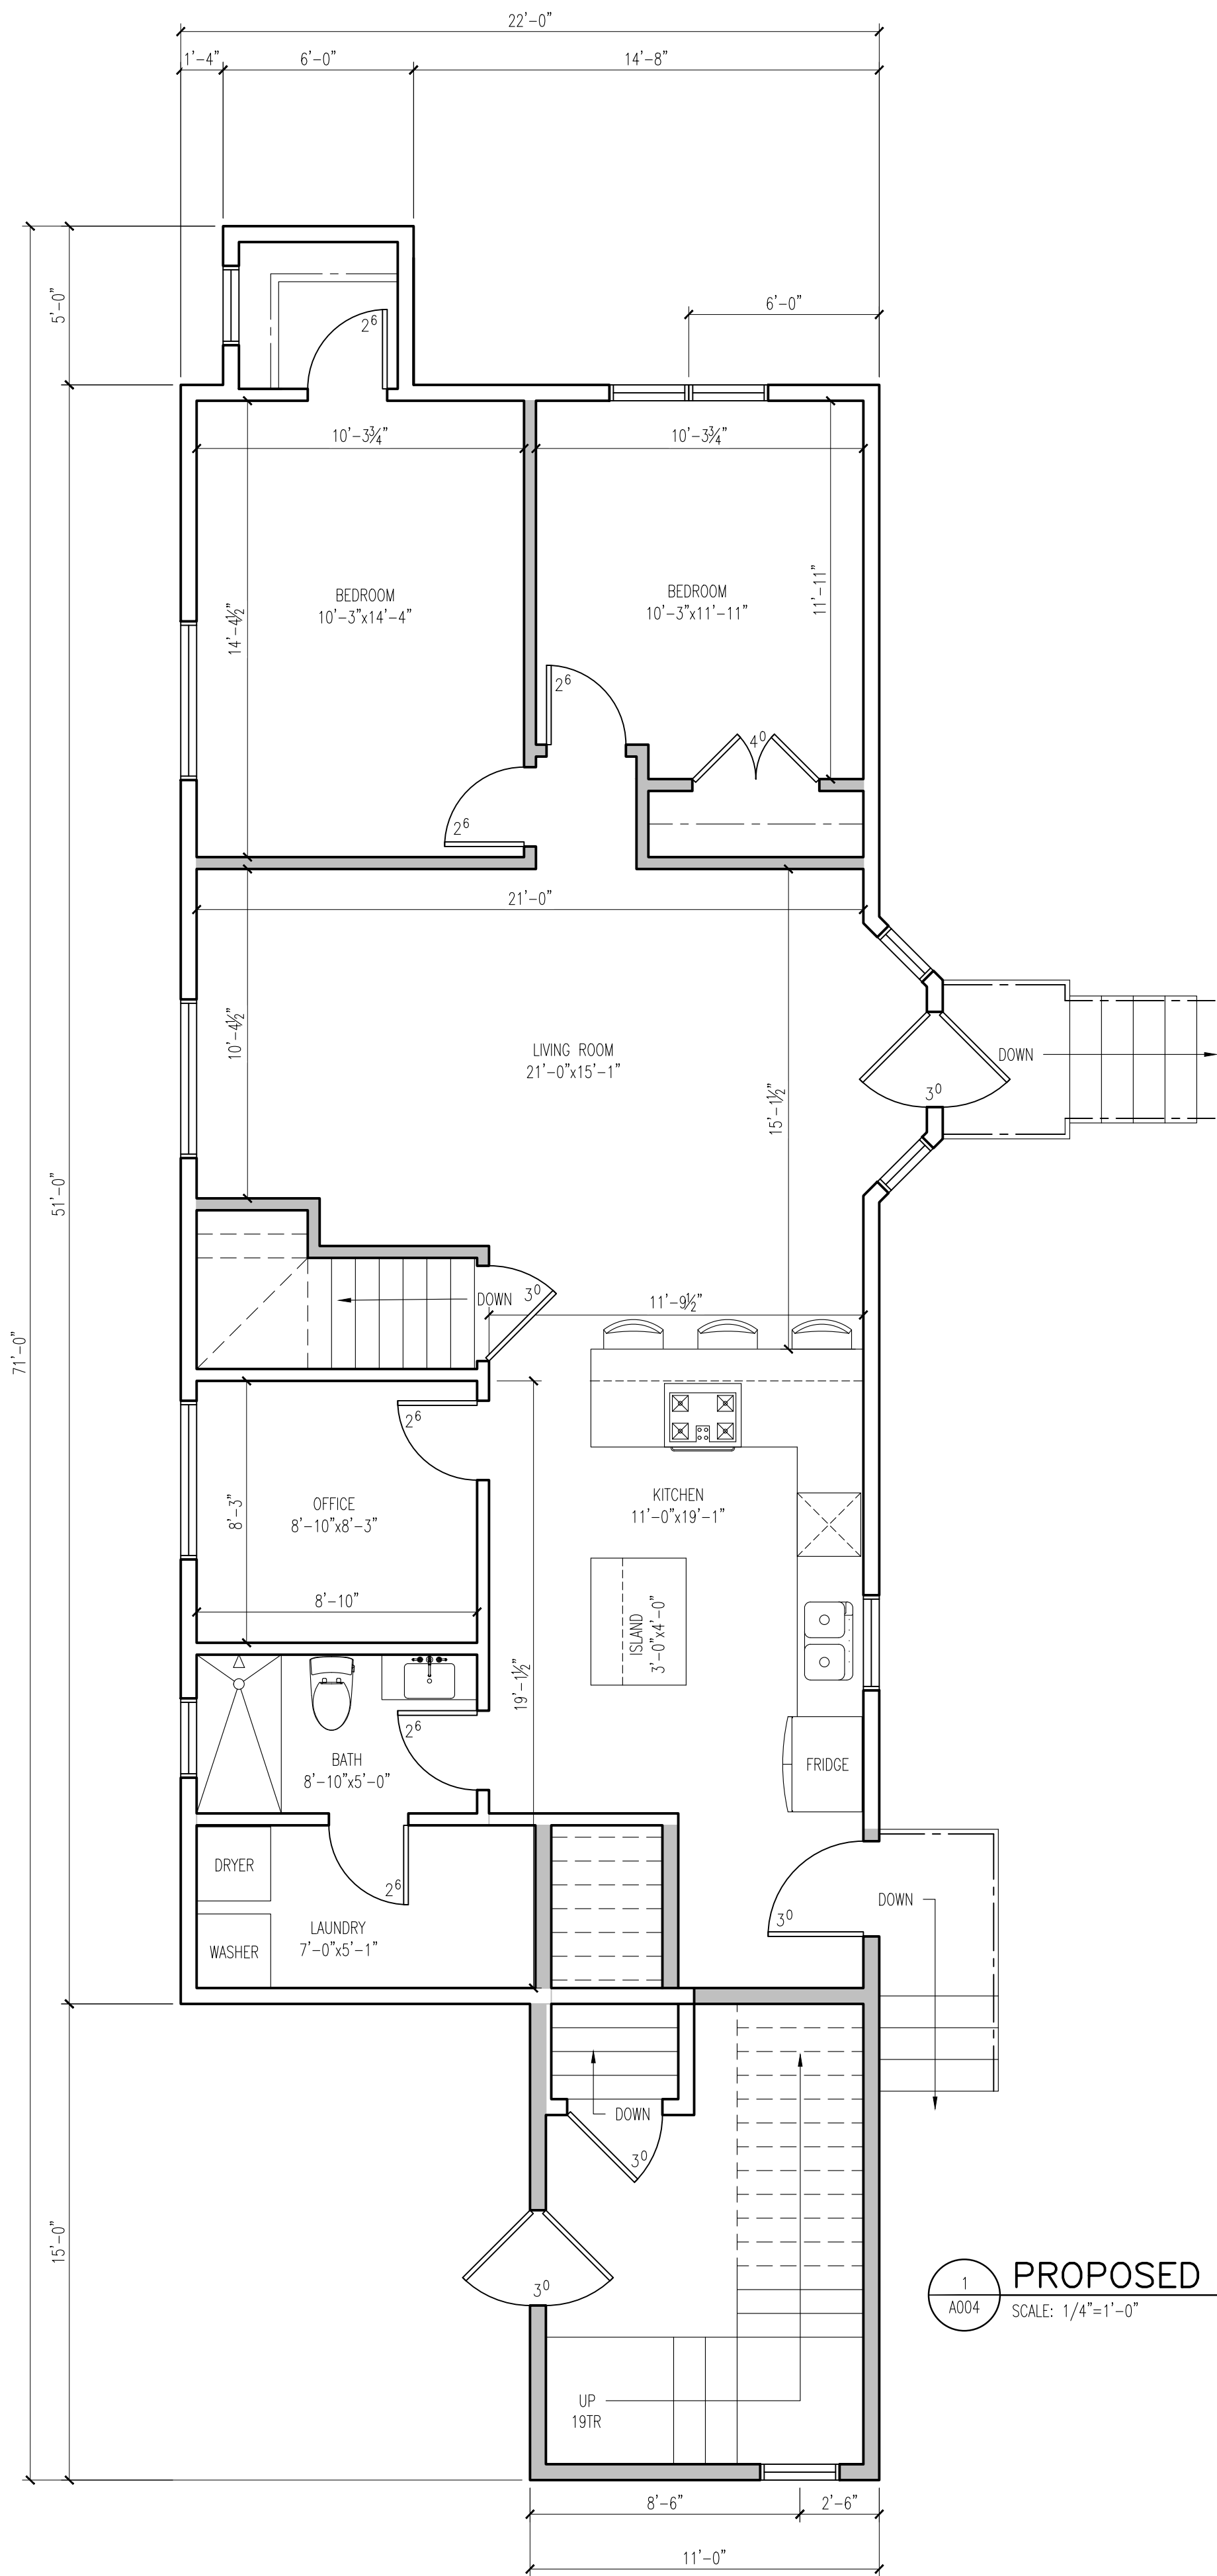 22'-0"
1'-4"
6'-0"
14'-8"
5'-0"
6'-0"
2⁶
10'-3¾"
10'-3¾"
BEDROOM
10'-3"x14'-4"
14'-4½"
BEDROOM
10'-3"x11'-11"
11'-11"
2⁶
4⁰
2⁶
21'-0"
10'-4½"
LIVING ROOM
21'-0"x15'-1"
15'-1½"
DOWN
3⁰
51'-0"
71'-0"
DOWN
3⁰
11'-9½"
2⁶
OFFICE
8'-10"x8'-3"
8'-3"
8'-10"
KITCHEN
11'-0"x19'-1"
ISLAND
3'-0"x4'-0"
19'-1½"
2⁶
BATH
8'-10"x5'-0"
FRIDGE
DRYER
2⁶
WASHER
LAUNDRY
7'-0"x5'-1"
3⁰
DOWN
DOWN
3⁰
15'-0"
3⁰
UP
19TR
1
A004
PROPOSED
SCALE: 1/4"=1'-0"
8'-6"
2'-6"
11'-0"